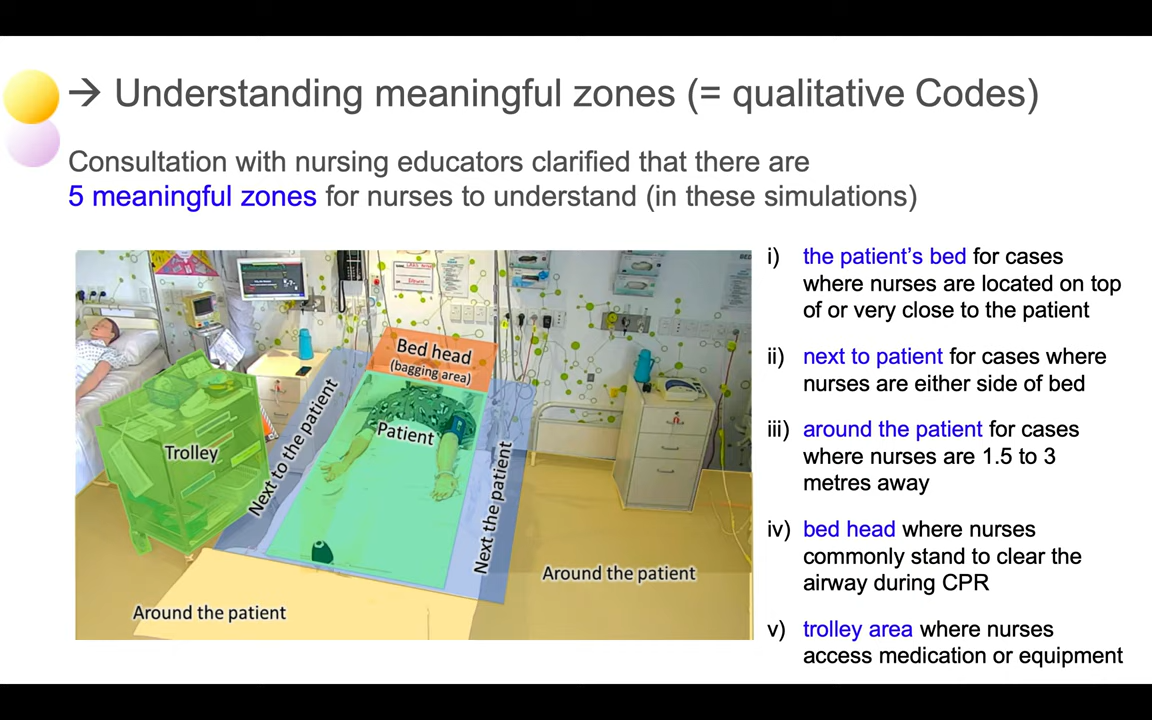 → Understanding meaningful zones (= qualitative Codes)
Consultation with nursing educators clarified that there are
5 meaningful zones for nurses to understand (in these simulations)
Bed head
(bagging area)
Patient
Trolley
Next to the patient
Next the patient
Around the patient
Around the patient
i) the patient's bed for cases
where nurses are located on top
of or very close to the patient
ii) next to patient for cases where
nurses are either side of bed
iii) around the patient for cases
where nurses are 1.5 to 3
metres away
iv) bed head where nurses
commonly stand to clear the
airway during CPR
v) trolley area where nurses
access medication or equipment